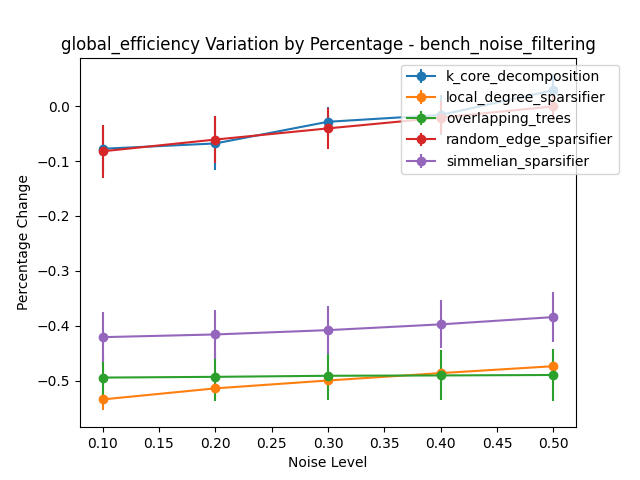 global_efficiency Variation by Percentage - bench_noise_filtering
k_core_decomposition
local_degree_sparsifier
overlapping_trees
random_edge_sparsifier
simmelian_sparsifier
Percentage Change
0.0
−0.1
−0.2
−0.3
−0.4
−0.5
0.10 0.15 0.20 0.25 0.30 0.35 0.40 0.45 0.50
Noise Level